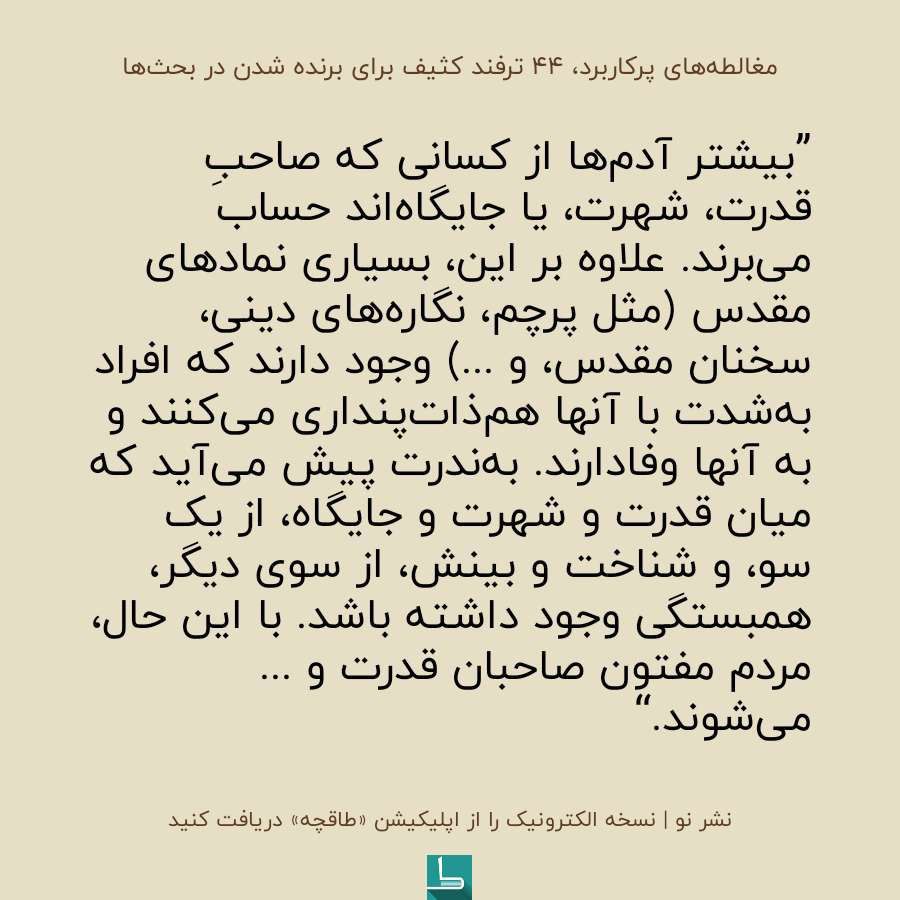 مغالطه‌های پرکاربرد، ۴۴ ترفند کثیف برای برنده شدن در بحث‌ها
”بیشتر آدم‌ها از کسانی که صاحبِ
قدرت، شهرت، یا جایگاه‌اند حساب
می‌برند. علاوه بر این، بسیاری نمادهای
مقدس (مثل پرچم، نگاره‌های دینی،
سخنان مقدس، و ...) وجود دارند که افراد
به‌شدت با آنها هم‌ذات‌پنداری می‌کنند و
به آنها وفادارند. به‌ندرت پیش می‌آید که
میان قدرت و شهرت و جایگاه، از یک
سو، و شناخت و بینش، از سوی دیگر،
همبستگی وجود داشته باشد. با این حال،
مردم مفتون صاحبان قدرت و ...
می‌شوند.“
نشر نو | نسخه الکترونیک را از اپلیکیشن «طاقچه» دریافت کنید